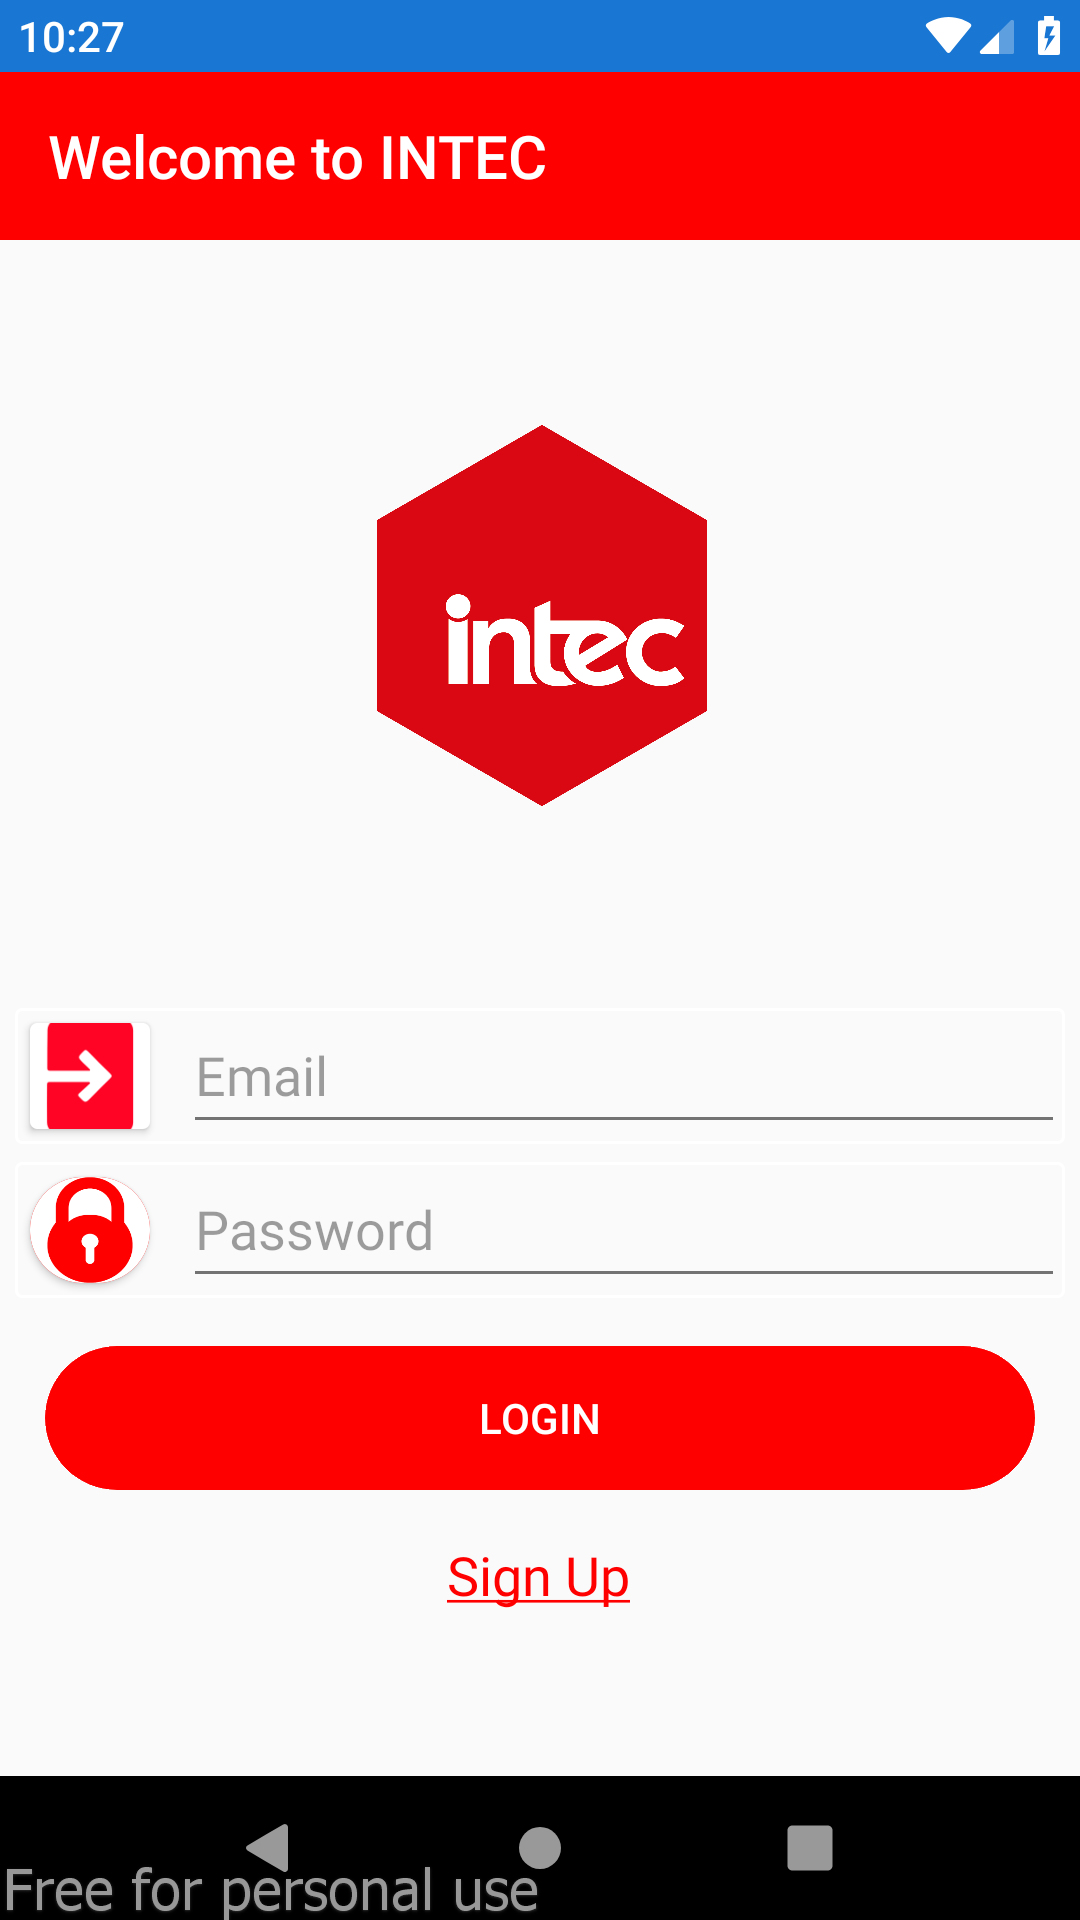 10:27
Welcome to INTEC
intec
Email
Password
LOGIN
Sign Up
Free for personal use